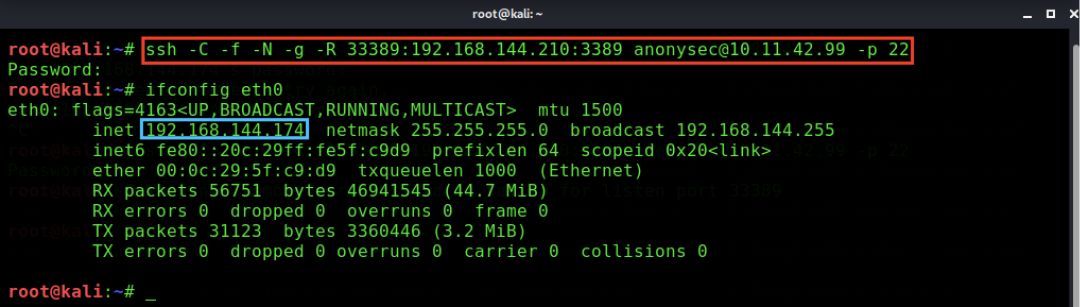 root@kali: ~
root@kali:~# ssh -C -f -N -g -R 33389:192.168.144.210:3389 anonysec@10.11.42.99 -p 22
Password:
root@kali:~# ifconfig eth0
eth0: flags=4163<UP,BROADCAST,RUNNING,MULTICAST>  mtu 1500
inet 192.168.144.174  netmask 255.255.255.0  broadcast 192.168.144.255
inet6 fe80::20c:29ff:fe5f:c9d9  prefixlen 64  scopeid 0x20<link>
ether 00:0c:29:5f:c9:d9  txqueuelen 1000  (Ethernet)
RX packets 56751  bytes 46941545 (44.7 MiB)
RX errors 0  dropped 0  overruns 0  frame 0
TX packets 31123  bytes 3360446 (3.2 MiB)
TX errors 0  dropped 0 overruns 0  carrier 0  collisions 0
root@kali:~# _